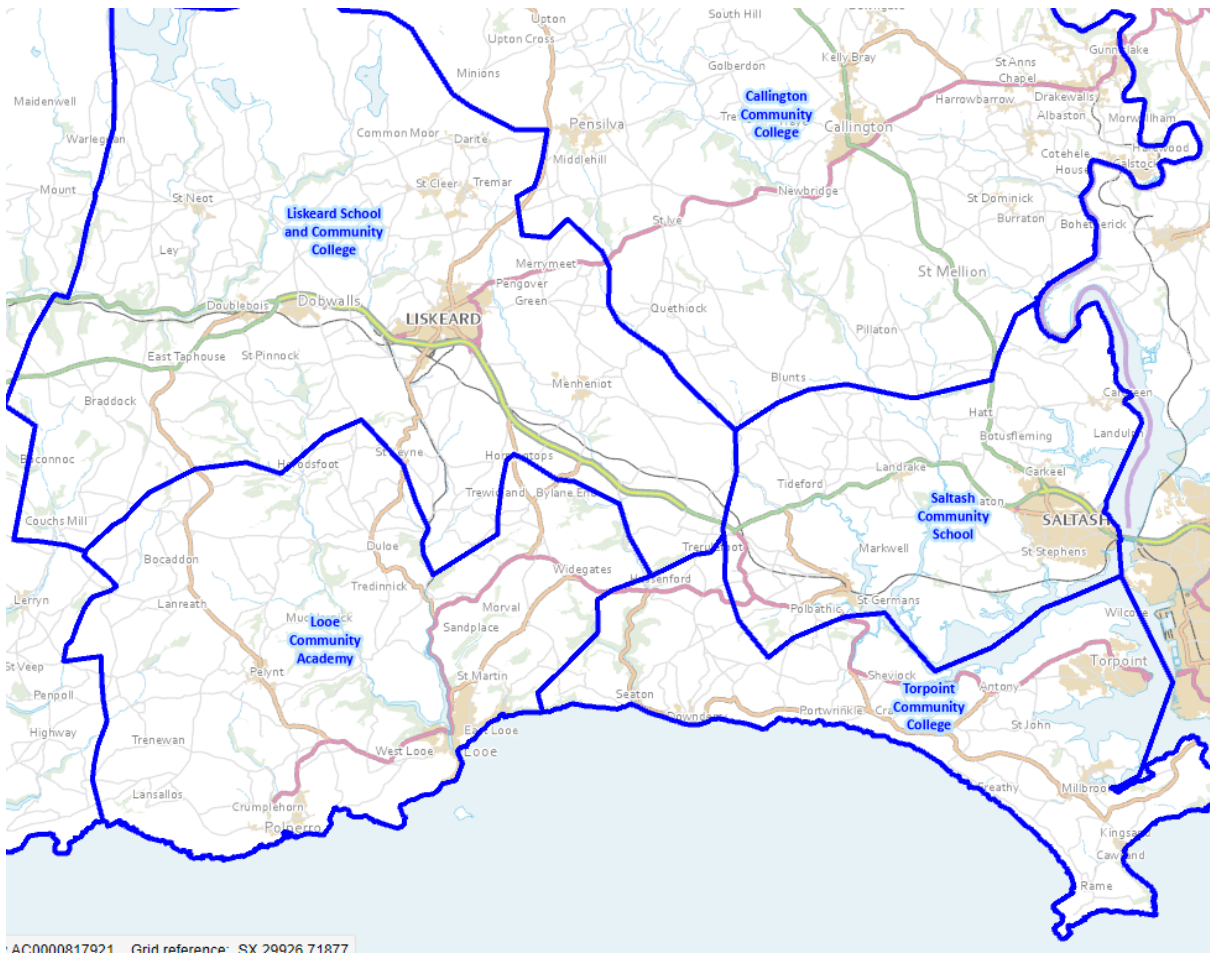 Upton
South Hill
Upton Cross
Kelly Bray
Gunnislake
Golberdon
St Anns
Chapel
Minions
Maidenwell
Callington
Community
College
Harrowbarrow
Drakewalls
Albaston
Pensilva
Callington
Common Moor
Darite
Middlehill
Cotehele
House
Calstock
Mount
St Cleer
Tremar
Newbridge
St Neot
St Dominick
Burraton
Liskeard School
and Community
College
St Ive
Ley
Merrymeet
St Mellion
Pengover
Green
Doublebois
Dobwalls
Quethiock
LISKEARD
Pillaton
East Taphouse
St Pinnock
Blunts
Menheniot
Braddock
Hatt
Botusfleming
Landulph
Landrake
Carkeel
Trewidland
Bylane End
Tideford
Saltash
Community
School
SALTASH
Couchs Mill
Duloe
Markwell
St Stephens
Bocaddon
Widegates
Tredinnick
St Germans
Lerryn
Lanreath
Morval
Polbathic
Sandplace
Looe
Community
Academy
St Veep
Pelynt
St Martin
Sheviock
Torpoint
Antony
Torpoint
Community
College
Penpoll
Seaton
Portwrinkle
St John
Highway
Trenewan
East Looe
West Looe
Looe
Lansallos
Millbrook
Crumplehorn
Polperro
Kingsand
Cawsand
Rame
AC0000817921 Grid reference: SX 29926 71877